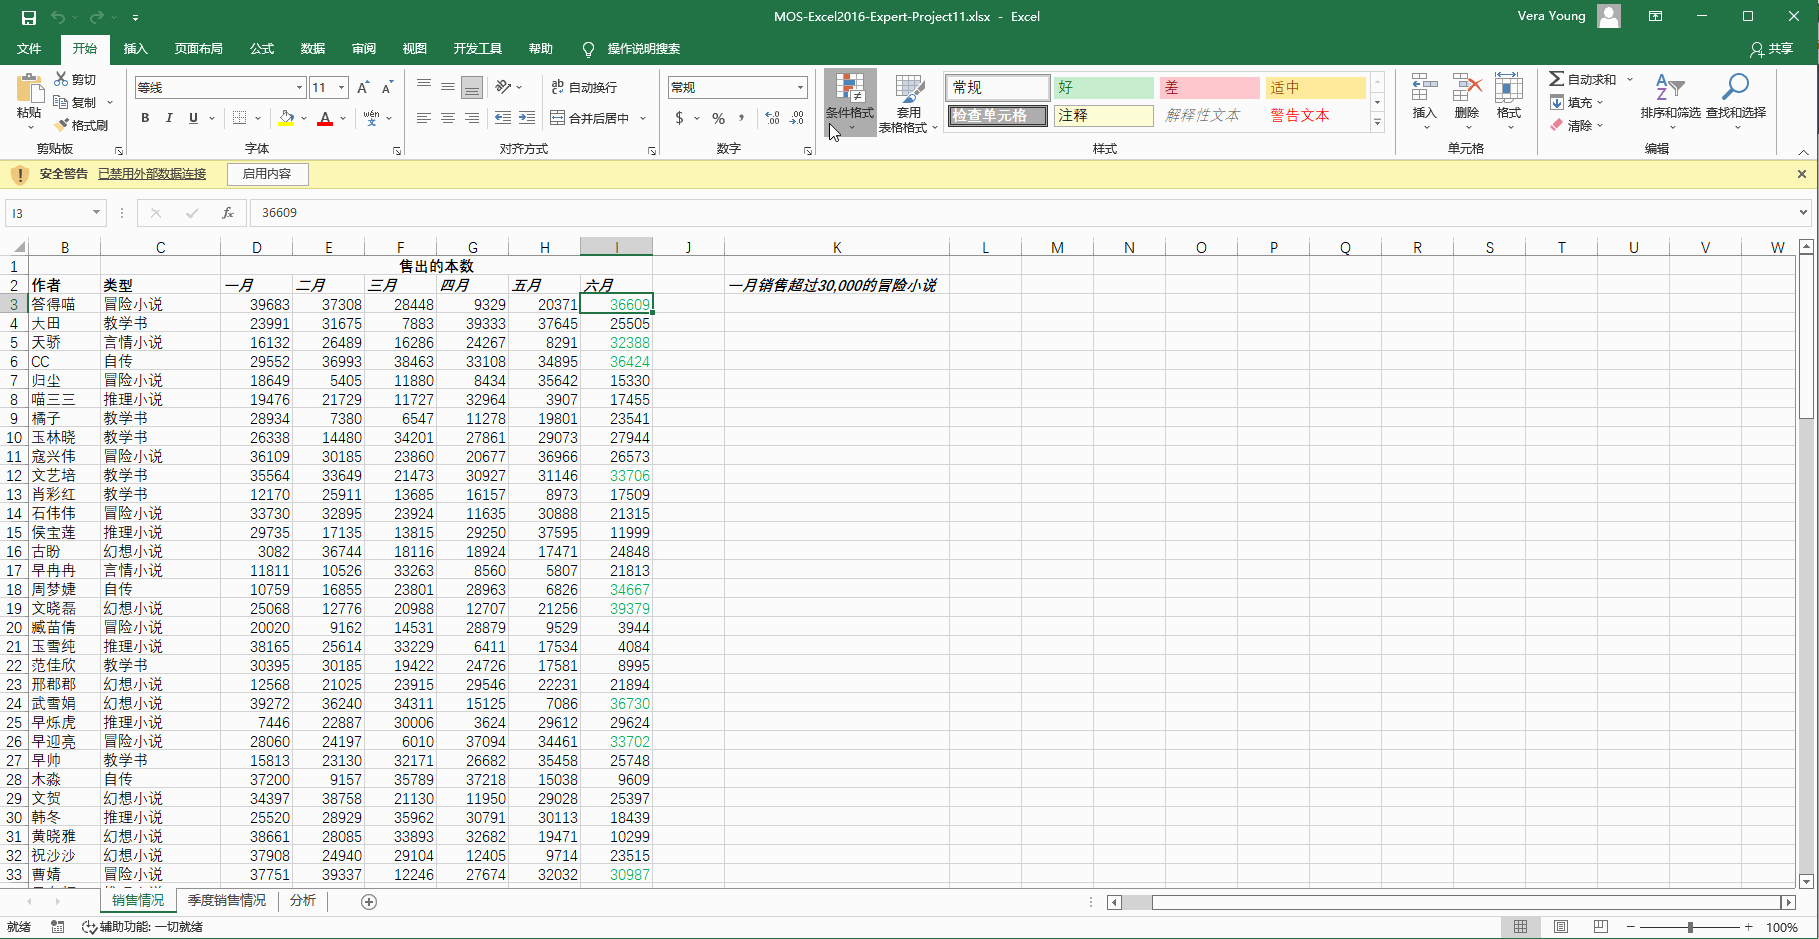 MOS-Excel2016-Expert-Project11.xlsx - Excel
Vera Young
文件 开始 插入 页面布局 公式 数据 审阅 视图 开发工具 帮助 操作说明搜索 共享
粘贴 剪切 复制 格式刷 剪贴板
等线 11 A A B I U A wén 文 字体
ab 自动换行 合并后居中 对齐方式
常规 $ % , 数字
条件格式 套用表格格式 常规 好 差 适中
检查单元格 注释 解释性文本 警告文本 样式
插入 删除 格式 单元格
自动求和 填充 清除 排序和筛选 查找和选择 编辑
安全警告 已禁用外部数据连接 启用内容
I3 fx 36609
B C D E F G H I J K L M N O P Q R S T U V W
1 售出的本数
2 作者 类型 一月 二月 三月 四月 五月 六月 一月销售超过30,000的冒险小说
3 答得喵 冒险小说 39683 37308 28448 9329 20371 36609
4 大田 教学书 23991 31675 7883 39333 37645 25505
5 天骄 言情小说 16132 26489 16286 24267 8291 32388
6 CC 自传 29552 36993 38463 33108 34895 36424
7 归尘 冒险小说 18649 5405 11880 8434 35642 15330
8 喵三三 推理小说 19476 21729 11727 32964 3907 17455
9 橘子 教学书 28934 7380 6547 11278 19801 23541
10 玉林晓 教学书 26338 14480 34201 27861 29073 27944
11 寇兴伟 冒险小说 36109 30185 23860 20677 36966 26573
12 文艺培 教学书 35564 33649 21473 30927 31146 33706
13 肖彩红 教学书 12170 25911 13685 16157 8973 17509
14 石伟伟 冒险小说 33730 32895 23924 11635 30888 21315
15 侯宝莲 推理小说 29735 17135 13815 29250 37595 11999
16 古盼 幻想小说 3082 36744 18116 18924 17471 24848
17 早冉冉 言情小说 11811 10526 33263 8560 5807 21813
18 周梦婕 自传 10759 16855 23801 28963 6826 34667
19 文晓磊 幻想小说 25068 12776 20988 12707 21256 39379
20 臧苗倩 冒险小说 20020 9162 14531 28879 9529 3944
21 玉雪纯 推理小说 38165 25614 33229 6411 17534 4084
22 范佳欣 教学书 30395 30185 19422 24726 17581 8995
23 邢郡郡 幻想小说 12568 21025 23915 29546 22231 21894
24 武雪娟 幻想小说 39272 36240 34311 15125 7086 36730
25 早烁虎 推理小说 7446 22887 30006 3624 29612 29624
26 早迎亮 冒险小说 28060 24197 6010 37094 34461 33702
27 早帅 教学书 15813 23130 32171 26682 35458 25748
28 木淼 自传 37200 9157 35789 37218 15038 9609
29 文贺 幻想小说 34397 38758 21130 11950 29028 25397
30 韩冬 推理小说 25520 28929 35962 30791 30113 18439
31 黄晓雅 幻想小说 38661 28085 33893 32682 19471 10299
32 祝沙沙 幻想小说 37908 24940 29104 12405 9714 23515
33 曹婧 冒险小说 37751 39337 12246 27674 32032 30987
销售情况 季度销售情况 分析
就绪 辅助功能: 一切就绪 100%